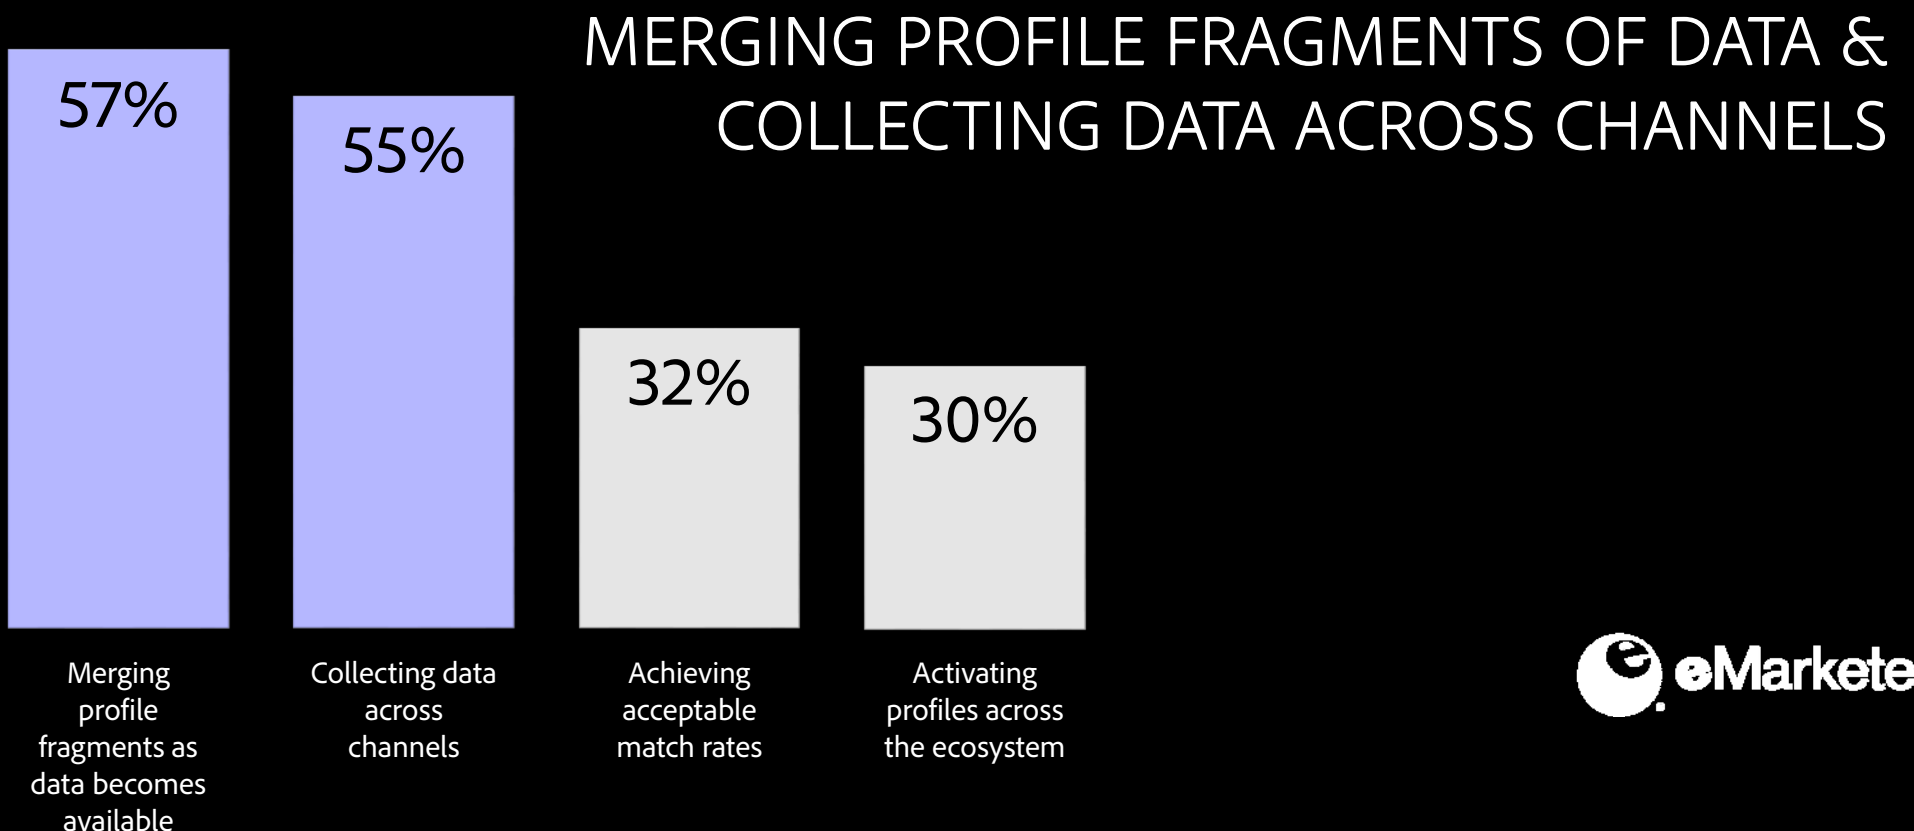 MERGING PROFILE FRAGMENTS OF DATA &
COLLECTING DATA ACROSS CHANNELS
57%
55%
32%
30%
Merging
profile
fragments as
data becomes
available
Collecting data
across
channels
Achieving
acceptable
match rates
Activating
profiles across
the ecosystem
eMarkete